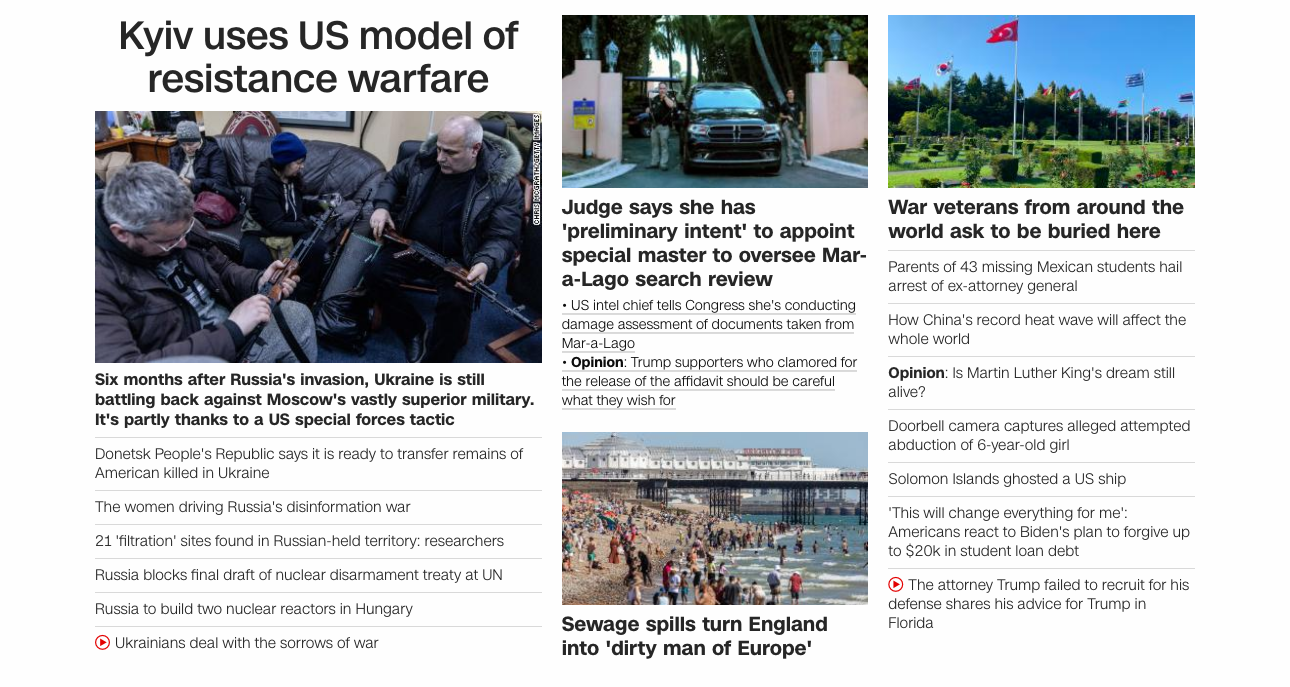 Kyiv uses US model of
resistance warfare
CHRIS MCGRATH/GETTY IMAGES
Six months after Russia's invasion, Ukraine is still
battling back against Moscow's vastly superior military.
It's partly thanks to a US special forces tactic
Donetsk People's Republic says it is ready to transfer remains of
American killed in Ukraine
The women driving Russia's disinformation war
21 'filtration' sites found in Russian-held territory: researchers
Russia blocks final draft of nuclear disarmament treaty at UN
Russia to build two nuclear reactors in Hungary
Ukrainians deal with the sorrows of war
Judge says she has
'preliminary intent' to appoint
special master to oversee Mar-
a-Lago search review
• US intel chief tells Congress she's conducting
damage assessment of documents taken from
Mar-a-Lago
• Opinion: Trump supporters who clamored for
the release of the affidavit should be careful
what they wish for
Sewage spills turn England
into 'dirty man of Europe'
War veterans from around the
world ask to be buried here
Parents of 43 missing Mexican students hail
arrest of ex-attorney general
How China's record heat wave will affect the
whole world
Opinion: Is Martin Luther King's dream still
alive?
Doorbell camera captures alleged attempted
abduction of 6-year-old girl
Solomon Islands ghosted a US ship
'This will change everything for me':
Americans react to Biden's plan to forgive up
to $20k in student loan debt
The attorney Trump failed to recruit for his
defense shares his advice for Trump in
Florida